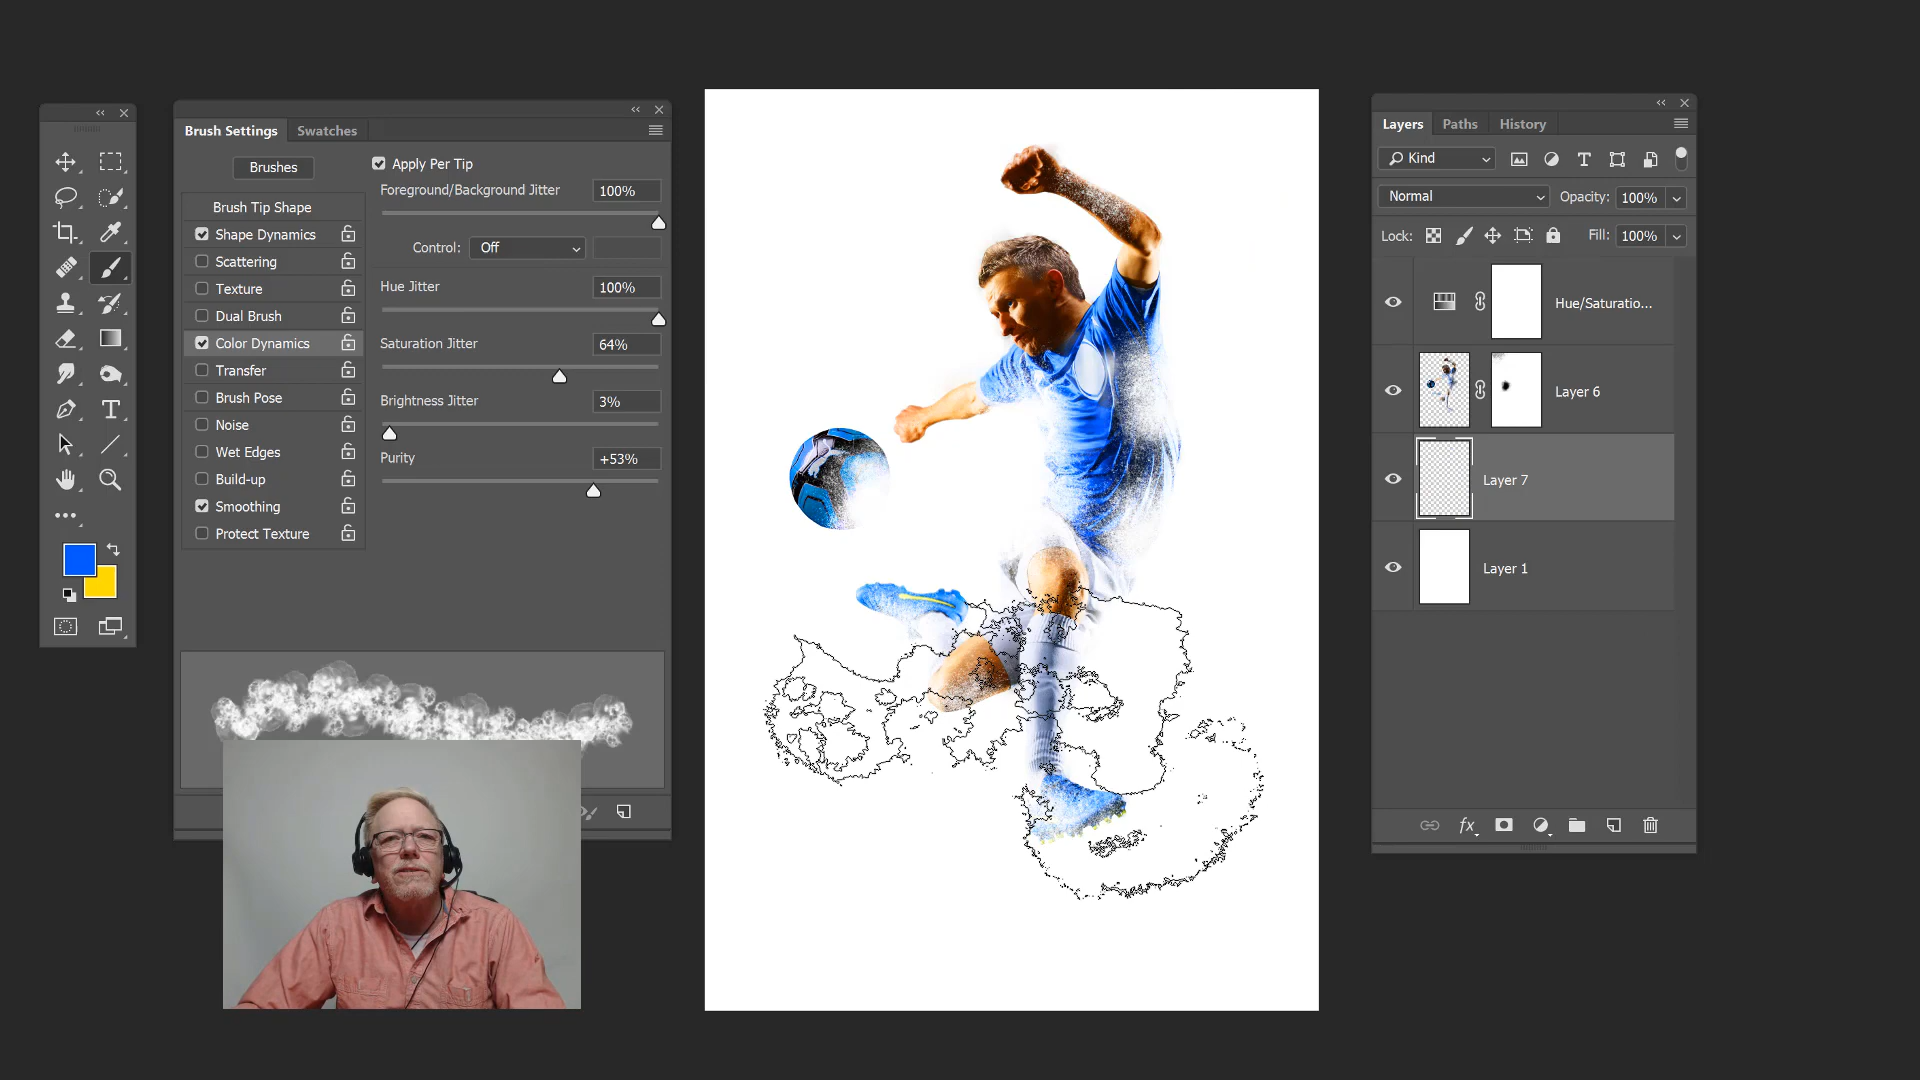 Brush Settings
Swatches
Brushes
Brush Tip Shape
Shape Dynamics
Scattering
Texture
Dual Brush
Color Dynamics
Transfer
Brush Pose
Noise
Wet Edges
Build-up
Smoothing
Protect Texture
Apply Per Tip
Foreground/Background Jitter 100%
Control: Off
Hue Jitter 100%
Saturation Jitter 64%
Brightness Jitter 3%
Purity +53%
Layers Paths History
Kind
Normal Opacity: 100%
Lock: Fill: 100%
Hue/Saturatio...
Layer 6
Layer 7
Layer 1
fx